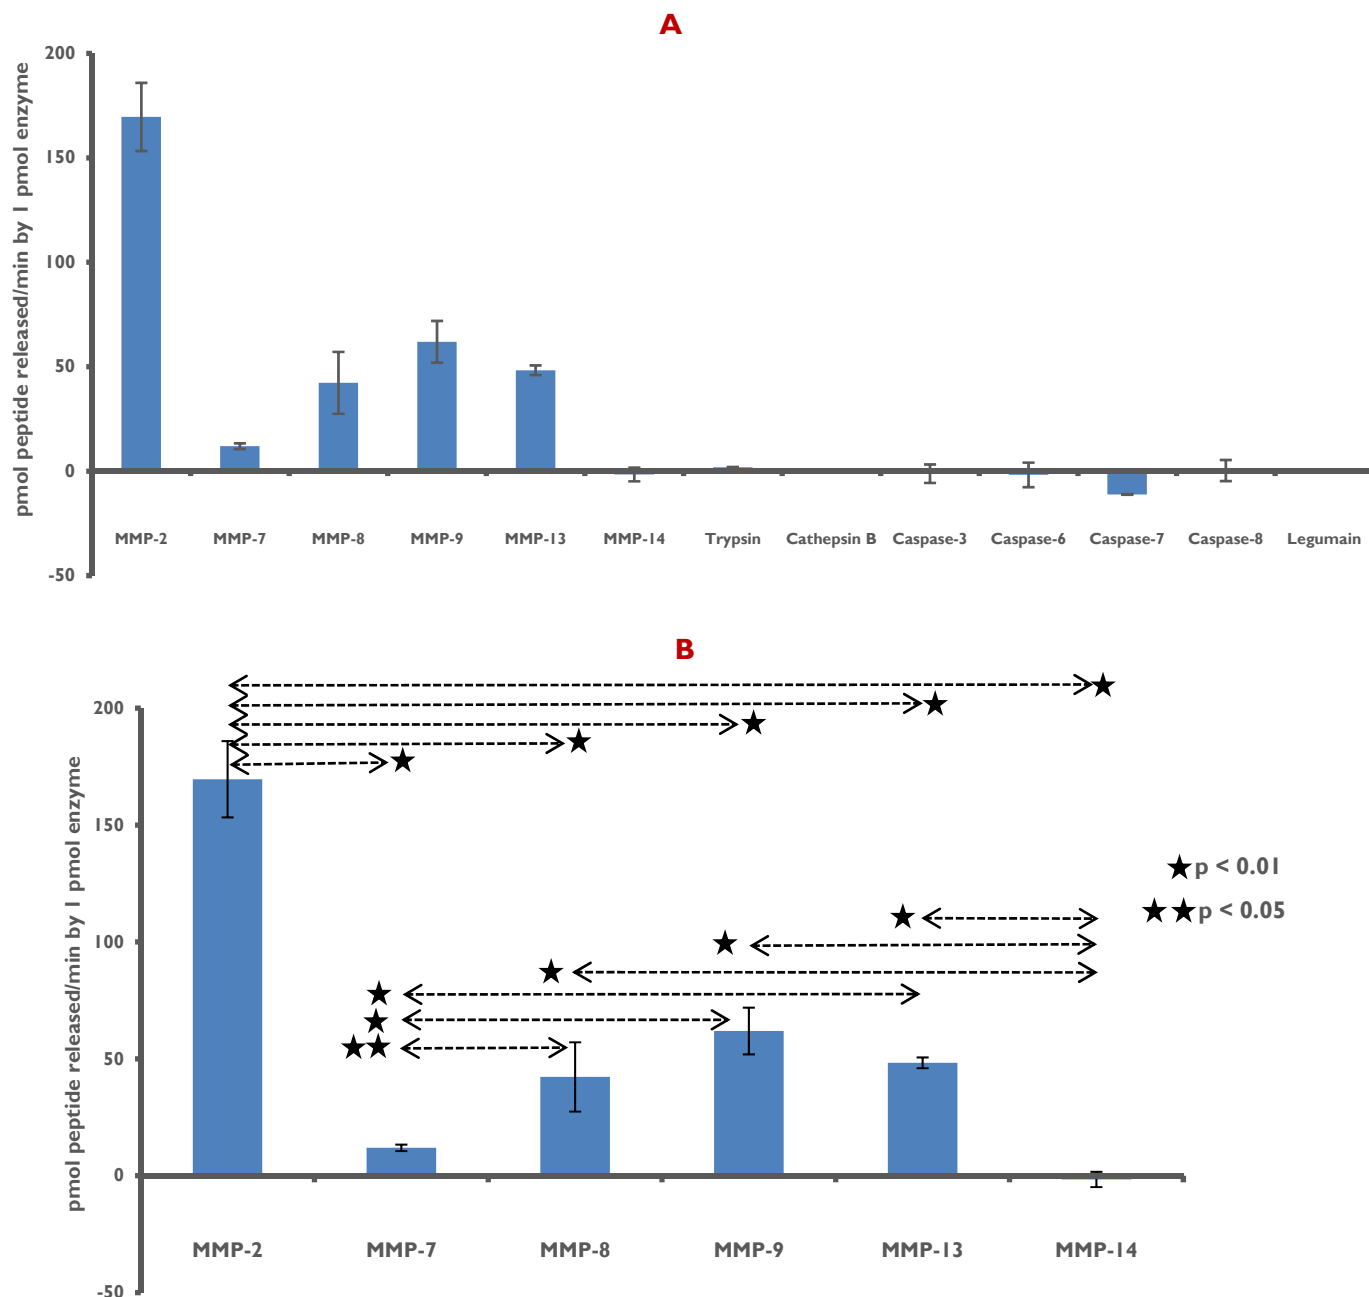 A
pmol peptide released/min by 1 pmol enzyme
200
150
100
50
0
-50
MMP-2 MMP-7 MMP-8 MMP-9 MMP-13 MMP-14 Trypsin Cathepsin B Caspase-3 Caspase-6 Caspase-7 Caspase-8 Legumain
B
pmol peptide released/min by 1 pmol enzyme
200
150
100
50
0
-50
★ p < 0.01
★★ p < 0.05
MMP-2 MMP-7 MMP-8 MMP-9 MMP-13 MMP-14